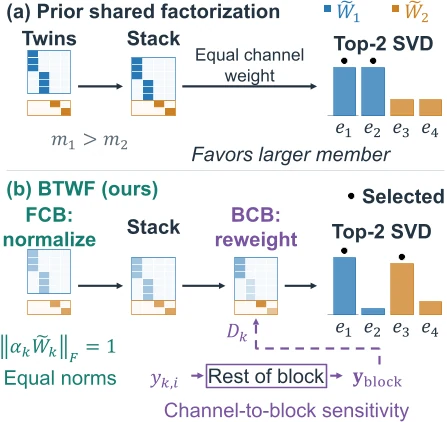 (a) Prior shared factorization
W̃₁ W̃₂
Twins Stack Top-2 SVD
Equal channel
weight
m₁ > m₂
e₁ e₂ e₃ e₄
Favors larger member
(b) BTWF (ours)
• Selected
FCB:
normalize
Stack
BCB:
reweight
Top-2 SVD
e₁ e₂ e₃ e₄
Dₖ
‖αₖW̃ₖ‖F = 1
Equal norms
yₖ,ᵢ Rest of block y_block
Channel-to-block sensitivity